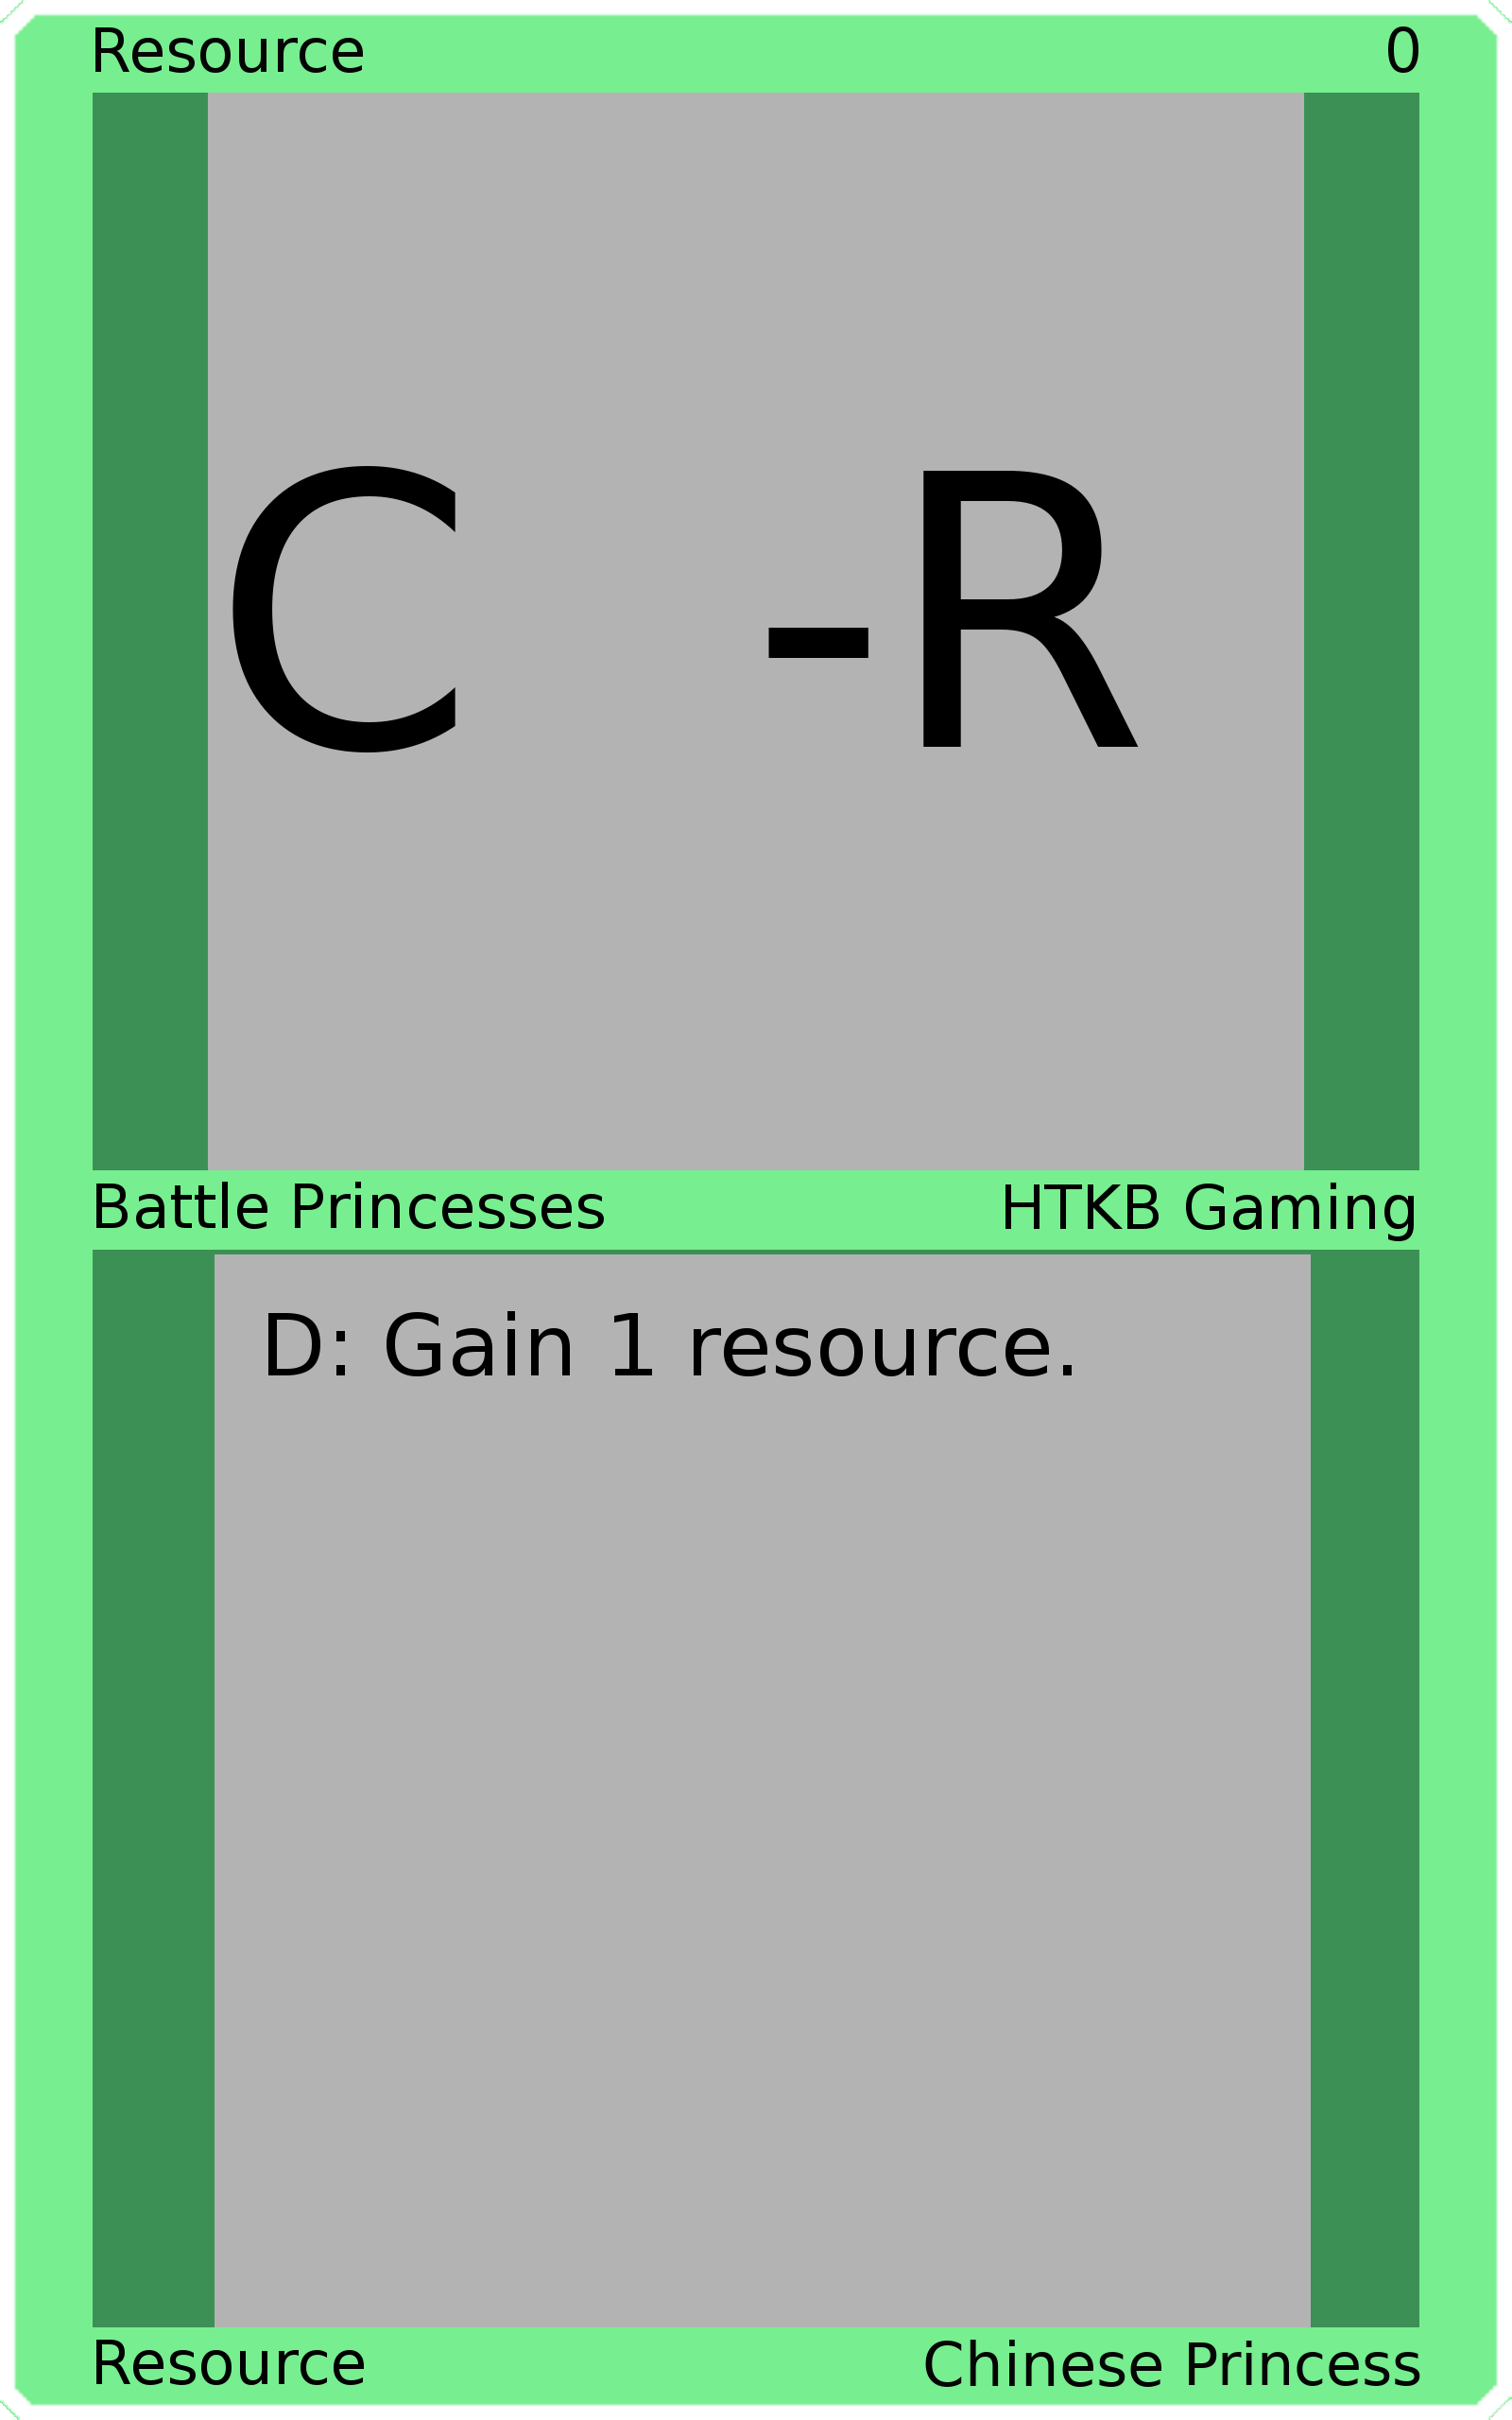 Resource 0
C -R
Battle Princesses HTKB Gaming
D: Gain 1 resource.
Resource Chinese Princess